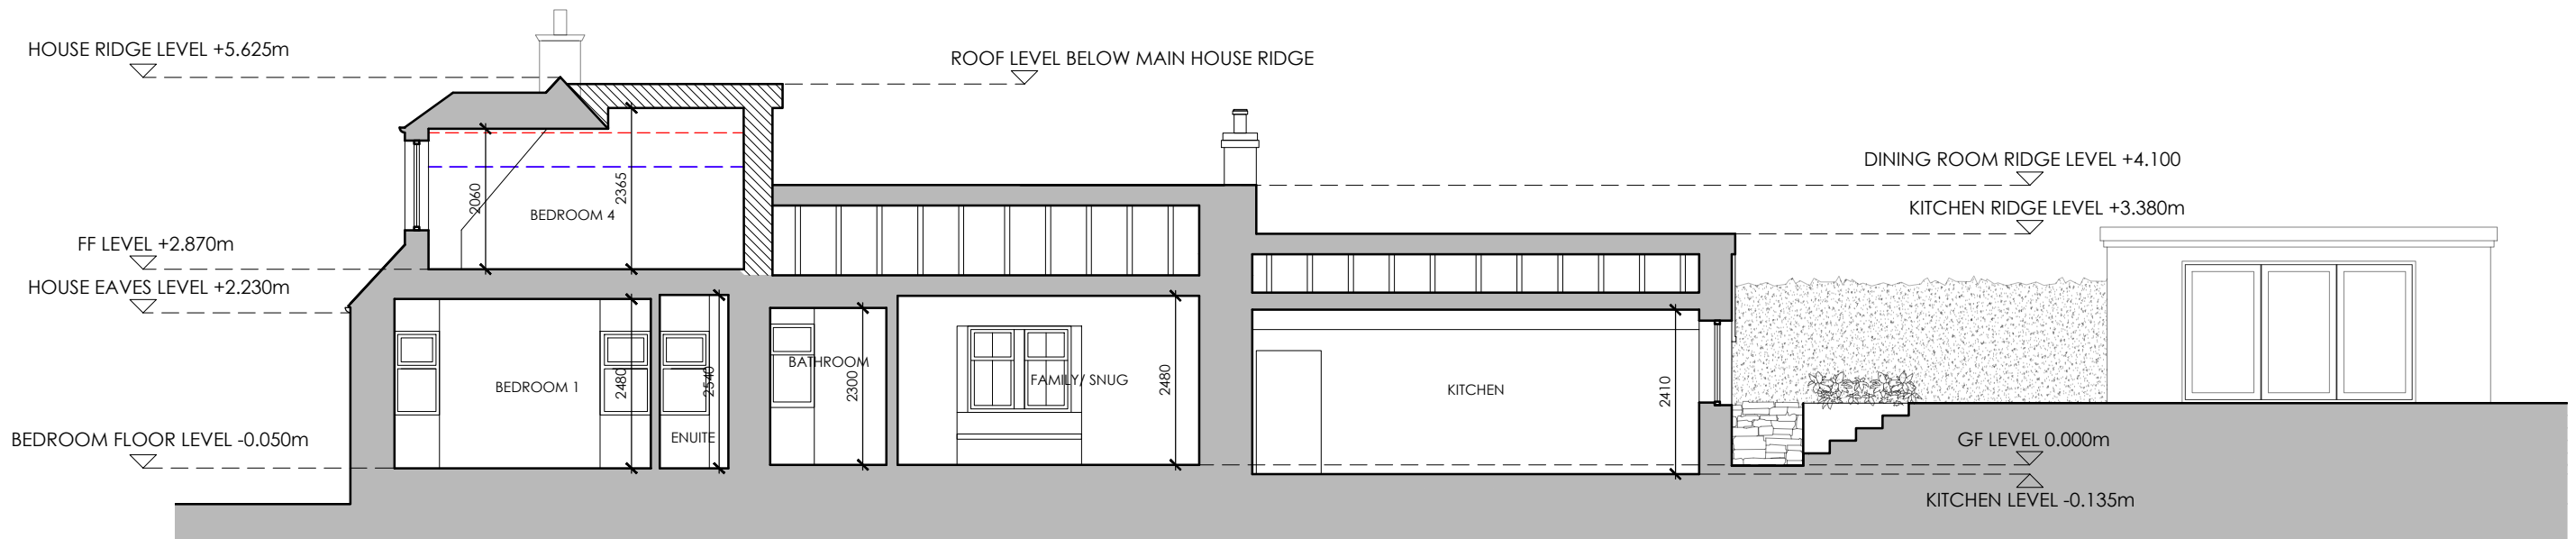 HOUSE RIDGE LEVEL +5.625m
ROOF LEVEL BELOW MAIN HOUSE RIDGE
DINING ROOM RIDGE LEVEL +4.100
KITCHEN RIDGE LEVEL +3.380m
2060
2365
BEDROOM 4
FF LEVEL +2.870m
HOUSE EAVES LEVEL +2.230m
BEDROOM 1
2480
2540
ENUITE
BATHROOM
2300
FAMILY/ SNUG
2480
KITCHEN
2410
BEDROOM FLOOR LEVEL -0.050m
GF LEVEL 0.000m
KITCHEN LEVEL -0.135m